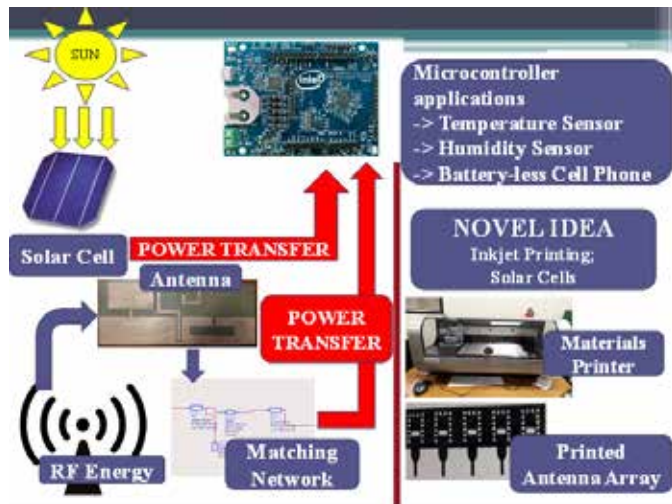 SUN
intel
Microcontroller
applications
-> Temperature Sensor
-> Humidity Sensor
-> Battery-less Cell Phone
Solar Cell
POWER TRANSFER
Antenna
NOVEL IDEA
Inkjet Printing;
Solar Cells
POWER
TRANSFER
Materials
Printer
RF Energy
Matching
Network
Printed
Antenna Array